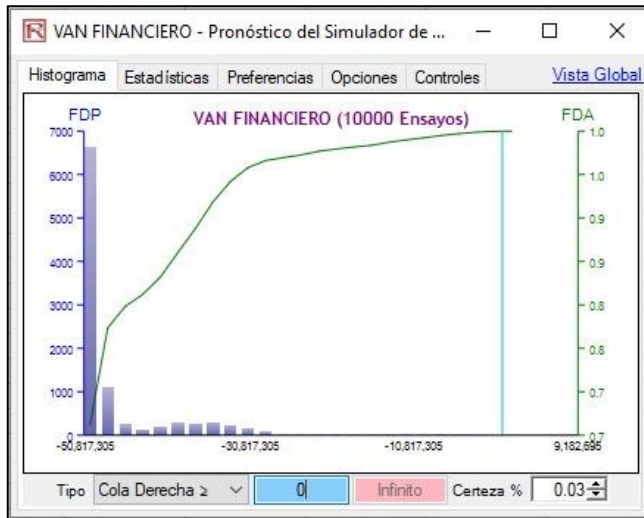 VAN FINANCIERO - Pronóstico del Simulador de ...
Histograma Estadísticas Preferencias Opciones Controles Vista Global
FDP VAN FINANCIERO (10000 Ensayos) FDA
7000 1.0
6000 1.0
5000 0.9
4000 0.9
3000 0.8
2000 0.8
1000 0.7
0 0.7
-50,817,305 -30,817,305 -10,817,305 9,182,695
Tipo Cola Derecha ≥ 0 Infinito Certeza % 0.03